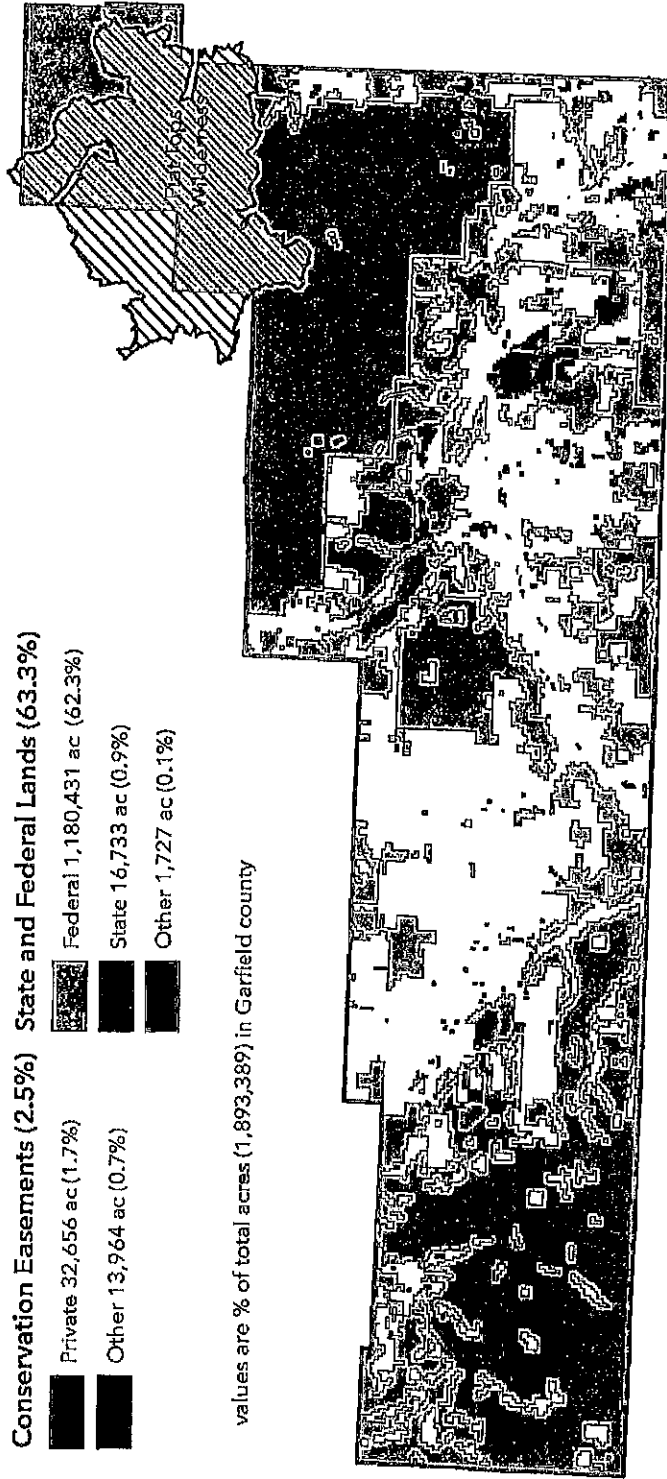 Conservation Easements (2.5%)
Private 32,656 ac (1.7%)
Other 13,964 ac (0.7%)
State and Federal Lands (63.3%)
Federal 1,180,431 ac (62.3%)
State 16,733 ac (0.9%)
Other 1,727 ac (0.1%)
values are % of total acres (1,893,389) in Garfield county
Flat Tops
Wilderness